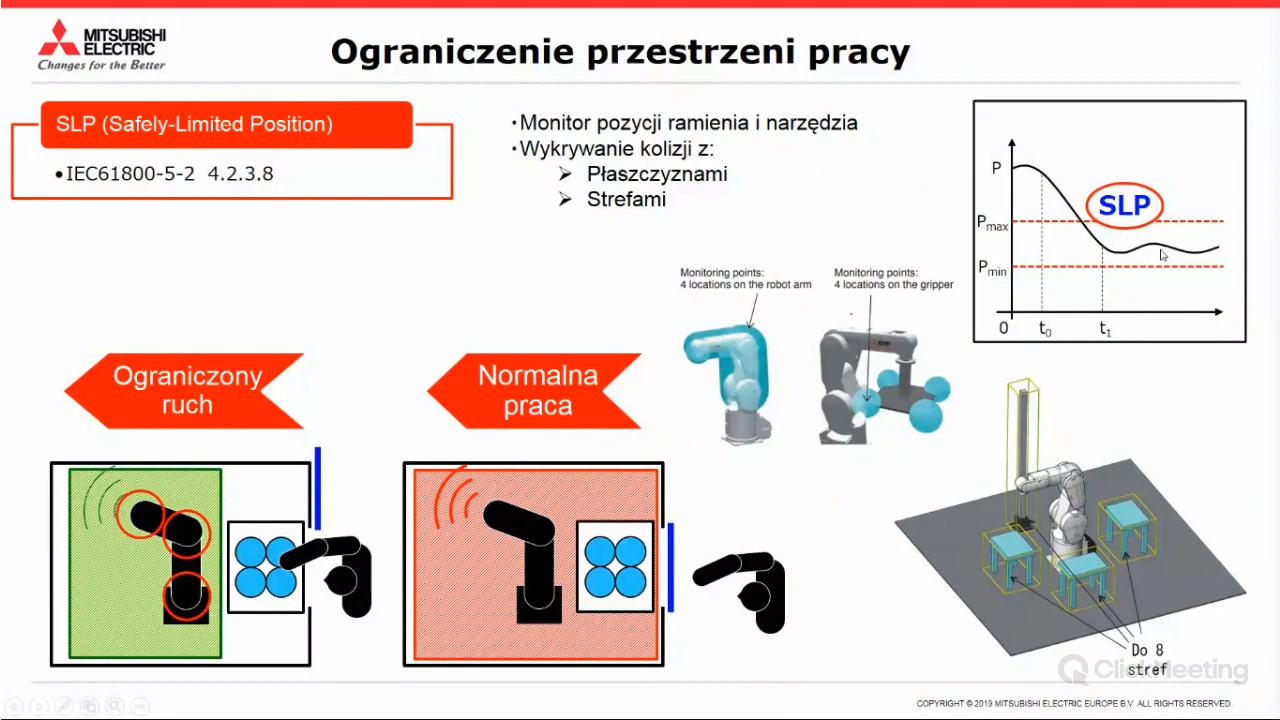 MITSUBISHI
ELECTRIC
Changes for the Better
Ograniczenie przestrzeni pracy
SLP (Safely-Limited Position)
•IEC61800-5-2 4.2.3.8
·Monitor pozycji ramienia i narzędzia
·Wykrywanie kolizji z:
➢ Płaszczyznami
➢ Strefami
P
SLP
Pmax
Pmin
0 t0 t1
Monitoring points:
4 locations on the robot arm
Monitoring points:
4 locations on the gripper
Ograniczony
ruch
Normalna
praca
Do 8
stref
ClickMeeting
COPYRIGHT © 2019 MITSUBISHI ELECTRIC EUROPE B.V. ALL RIGHTS RESERVED.